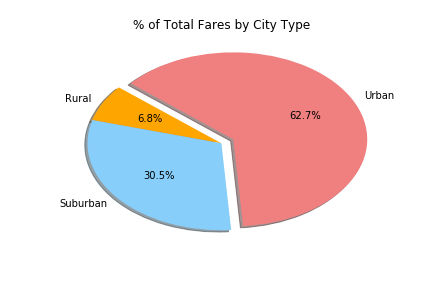 % of Total Fares by City Type
Urban
Rural
62.7%
6.8%
30.5%
Suburban